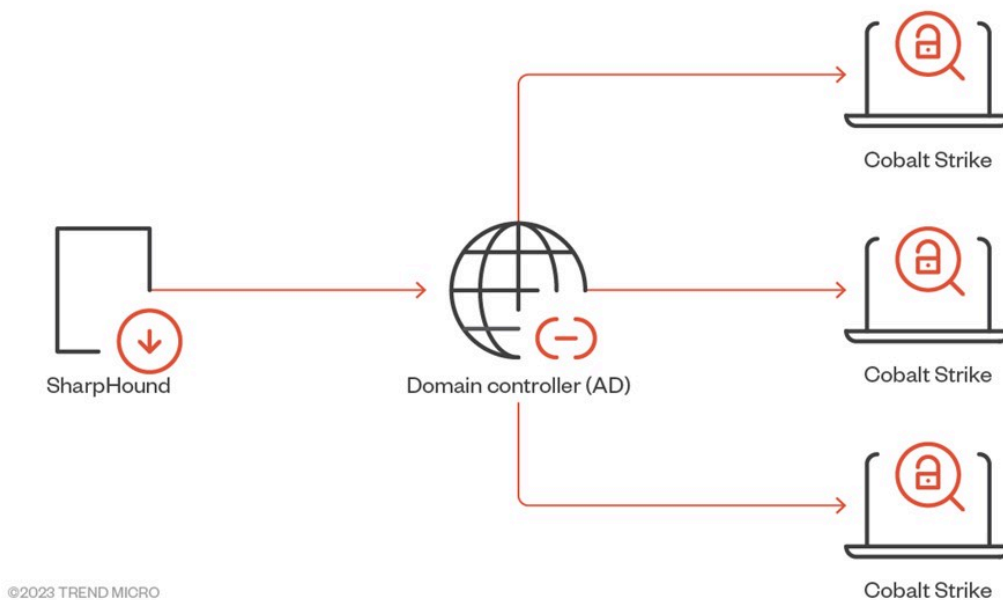 Cobalt Strike
SharpHound
Domain controller (AD)
Cobalt Strike
©2023 TREND MICRO
Cobalt Strike